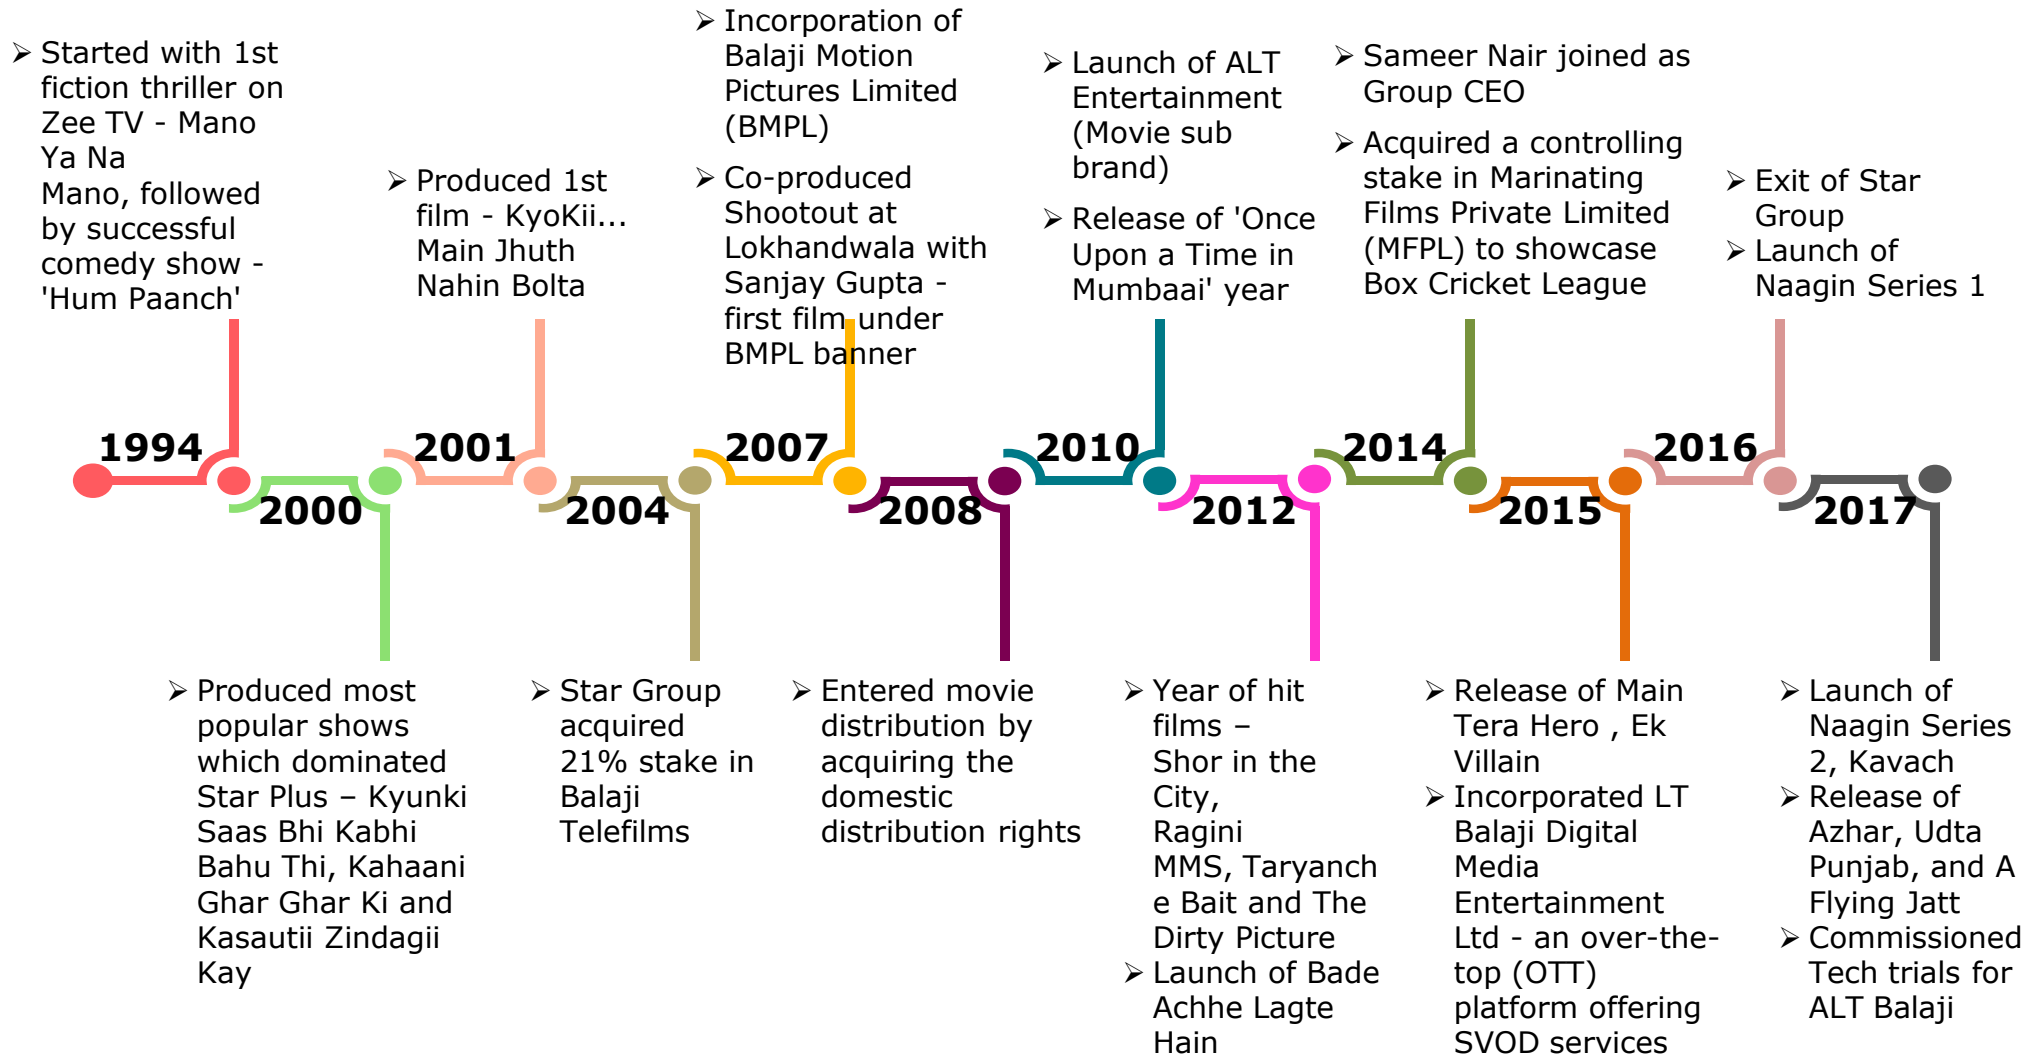 ➢ Started with 1st
fiction thriller on
Zee TV - Mano
Ya Na
Mano, followed
by successful
comedy show -
'Hum Paanch'
➢ Produced 1st
film - KyoKii...
Main Jhuth
Nahin Bolta
➢ Incorporation of
Balaji Motion
Pictures Limited
(BMPL)
➢ Co-produced
Shootout at
Lokhandwala with
Sanjay Gupta -
first film under
BMPL banner
➢ Launch of ALT
Entertainment
(Movie sub
brand)
➢ Release of 'Once
Upon a Time in
Mumbaai' year
➢ Sameer Nair joined as
Group CEO
➢ Acquired a controlling
stake in Marinating
Films Private Limited
(MFPL) to showcase
Box Cricket League
➢ Exit of Star
Group
➢ Launch of
Naagin Series 1
1994
2000
2001
2004
2007
2008
2010
2012
2014
2015
2016
2017
➢ Produced most
popular shows
which dominated
Star Plus – Kyunki
Saas Bhi Kabhi
Bahu Thi, Kahaani
Ghar Ghar Ki and
Kasautii Zindagii
Kay
➢ Star Group
acquired
21% stake in
Balaji
Telefilms
➢ Entered movie
distribution by
acquiring the
domestic
distribution rights
➢ Year of hit
films –
Shor in the
City,
Ragini
MMS, Taryanch
e Bait and The
Dirty Picture
➢ Launch of Bade
Achhe Lagte
Hain
➢ Release of Main
Tera Hero , Ek
Villain
➢ Incorporated LT
Balaji Digital
Media
Entertainment
Ltd - an over-the-
top (OTT)
platform offering
SVOD services
➢ Launch of
Naagin Series
2, Kavach
➢ Release of
Azhar, Udta
Punjab, and A
Flying Jatt
➢ Commissioned
Tech trials for
ALT Balaji